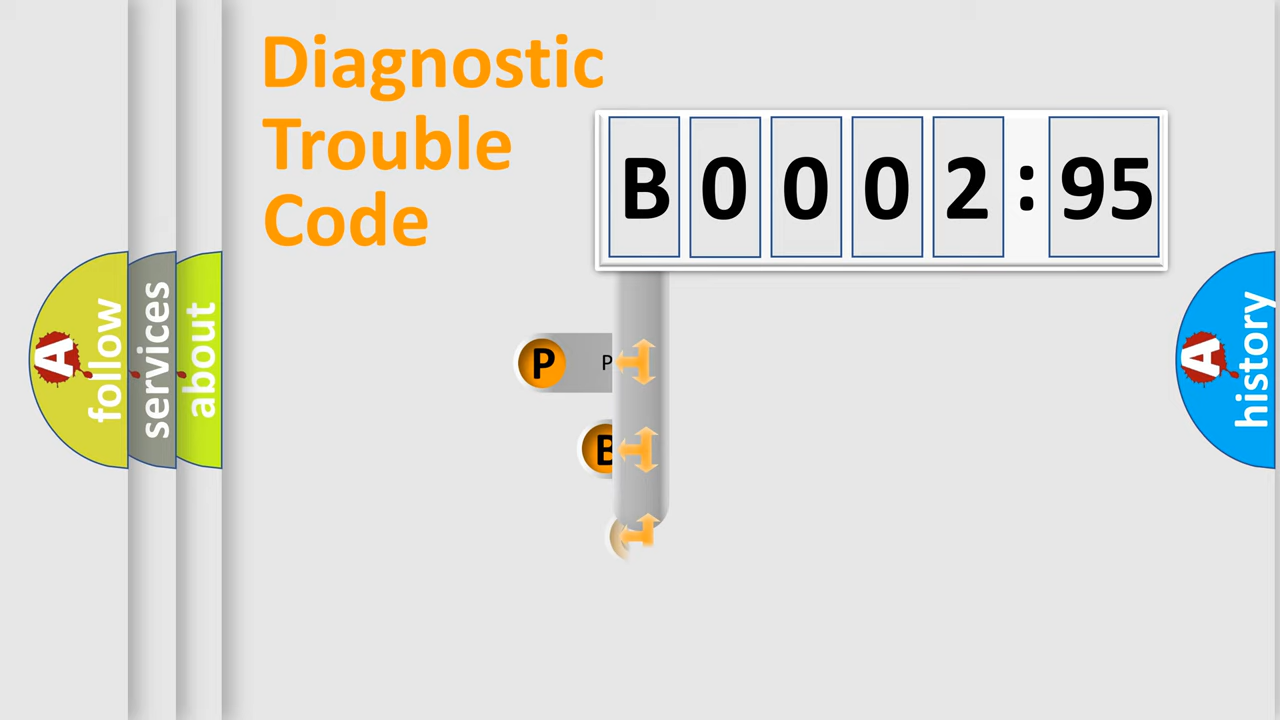 Diagnostic
Trouble
Code
B0002:95
P P
B
A
follow
services
about
A
history